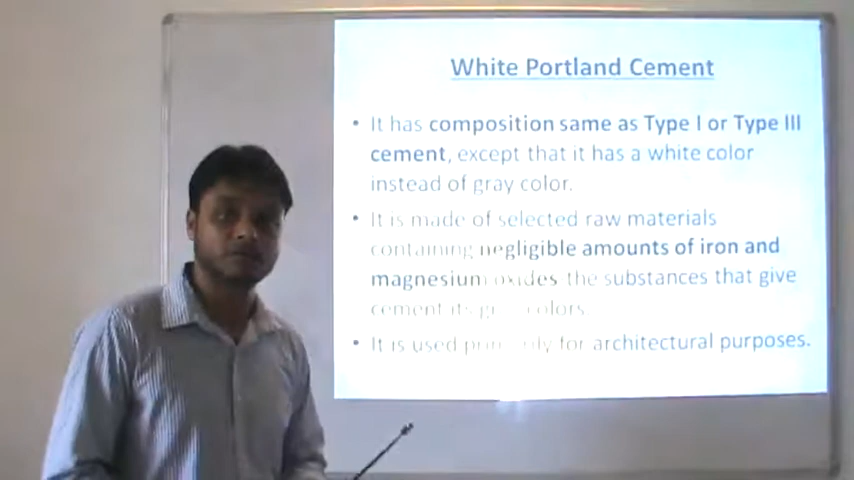 White Portland Cement
• It has composition same as Type I or Type III
cement, except that it has a white color
instead of gray color.
• It is made of selected raw materials
containing negligible amounts of iron and
magnesium oxides the substances that give
cement its colors
• It is used primarily for architectural purposes.